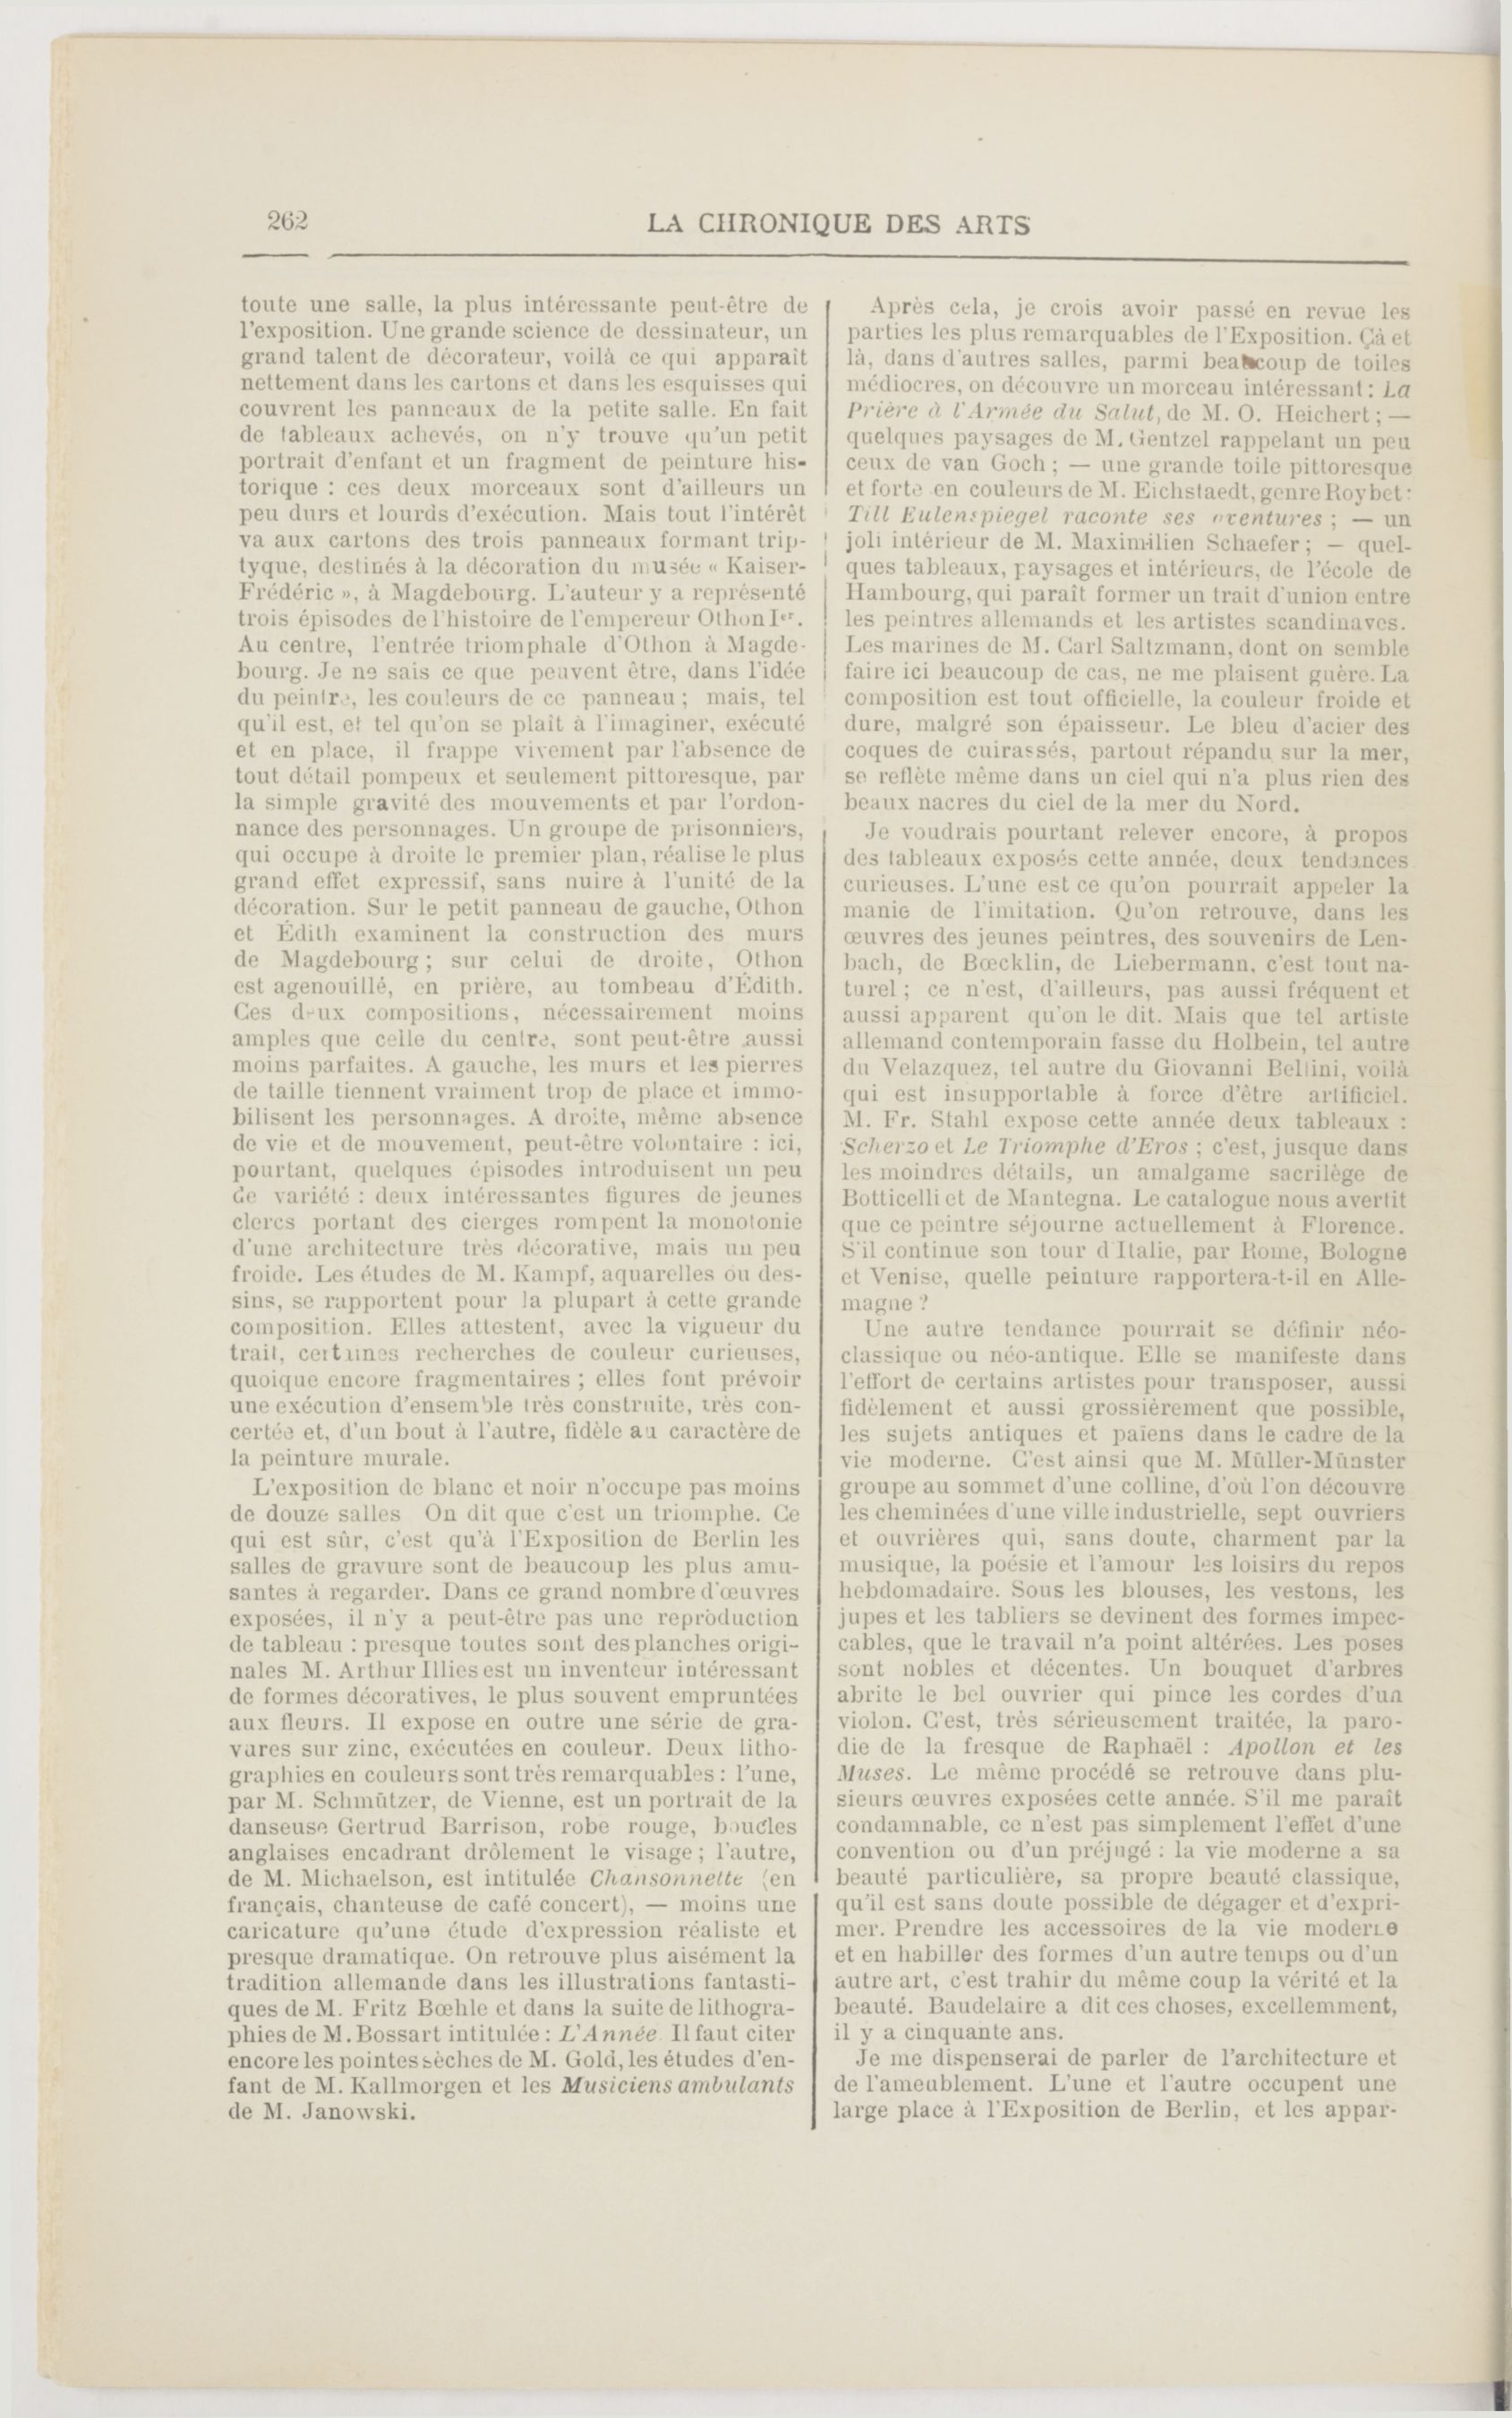 262
LA CHRONIQUE DES ARTS
toute une salle, la plus intéressante peut-être de
l'exposition. Une grande science de dessinateur, un
grand talent de décorateur, voilà ce qui apparait
nettement dans les cartons et dans les esquisses qui
couvrent les panneaux de la petite salle. En fait
de tableaux achevés, on n'y trouve qu'un petit
portrait d'enfant et un fragment de peinture his-
torique : ces deux morceaux sont d'ailleurs un
peu durs et lourds d'exécution. Mais tout l'intérêt
va aux cartons des trois panneaux formant trip-
tyque, destinés à la décoration du musée « Kaiser-
Frédéric », à Magdebourg. L'auteur y a représenté
trois épisodes de l'histoire de l'empereur Othon Ier.
Au centre, l'entrée triomphale d'Othon à Magde-
bourg. Je ne sais ce que peuvent être, dans l'idée
du peintre, les couleurs de ce panneau ; mais, tel
qu'il est, et tel qu'on se plaît à l'imaginer, exécuté
et en place, il frappe vivement par l'absence de
tout détail pompeux et seulement pittoresque, par
la simple gravité des mouvements et par l'ordon-
nance des personnages. Un groupe de prisonniers,
qui occupe à droite le premier plan, réalise le plus
grand effet expressif, sans nuire à l'unité de la
décoration. Sur le petit panneau de gauche, Othon
et Édith examinent la construction des murs
de Magdebourg ; sur celui de droite, Othon
est agenouillé, en prière, au tombeau d'Édith.
Ces deux compositions, nécessairement moins
amples que celle du centre, sont peut-être aussi
moins parfaites. A gauche, les murs et les pierres
de taille tiennent vraiment trop de place et immo-
bilisent les personnages. A droite, même absence
de vie et de mouvement, peut-être volontaire : ici,
pourtant, quelques épisodes introduisent un peu
de variété : deux intéressantes figures de jeunes
clercs portant des cierges rompent la monotonie
d'une architecture très décorative, mais un peu
froide. Les études de M. Kampf, aquarelles ou des-
sins, se rapportent pour la plupart à cette grande
composition. Elles attestent, avec la vigueur du
trait, certaines recherches de couleur curieuses,
quoique encore fragmentaires ; elles font prévoir
une exécution d'ensemble très construite, très con-
certée et, d'un bout à l'autre, fidèle au caractère de
la peinture murale.
L'exposition de blanc et noir n'occupe pas moins
de douze salles On dit que c'est un triomphe. Ce
qui est sûr, c'est qu'à l'Exposition de Berlin les
salles de gravure sont de beaucoup les plus amu-
santes à regarder. Dans ce grand nombre d'œuvres
exposées, il n'y a peut-être pas une reproduction
de tableau : presque toutes sont des planches origi-
nales M. Arthur Illies est un inventeur intéressant
de formes décoratives, le plus souvent empruntées
aux fleurs. Il expose en outre une série de gra-
vures sur zinc, exécutées en couleur. Deux litho-
graphies en couleurs sont très remarquables : l'une,
par M. Schmützer, de Vienne, est un portrait de la
danseuse Gertrud Barrison, robe rouge, boucles
anglaises encadrant drôlement le visage ; l'autre,
de M. Michaelson, est intitulée Chansonnette (en
français, chanteuse de café concert), — moins une
caricature qu'une étude d'expression réaliste et
presque dramatique. On retrouve plus aisément la
tradition allemande dans les illustrations fantasti-
ques de M. Fritz Bœhle et dans la suite de lithogra-
phies de M. Bossart intitulée : L'Année. Il faut citer
encore les pointes sèches de M. Gold, les études d'en-
fant de M. Kallmorgen et les Musiciens ambulants
de M. Janowski.
Après cela, je crois avoir passé en revue les
parties les plus remarquables de l'Exposition. Çà et
là, dans d'autres salles, parmi beaucoup de toiles
médiocres, on découvre un morceau intéressant : La
Prière à l'Armée du Salut, de M. O. Heichert ; —
quelques paysages de M. Gentzel rappelant un peu
ceux de van Goch ; — une grande toile pittoresque
et forte en couleurs de M. Eichstaedt, genre Roybet :
Till Eulenspiegel raconte ses aventures ; — un
joli intérieur de M. Maximilien Schaefer ; — quel-
ques tableaux, paysages et intérieurs, de l'école de
Hambourg, qui paraît former un trait d'union entre
les peintres allemands et les artistes scandinaves.
Les marines de M. Carl Saltzmann, dont on semble
faire ici beaucoup de cas, ne me plaisent guère. La
composition est tout officielle, la couleur froide et
dure, malgré son épaisseur. Le bleu d'acier des
coques de cuirassés, partout répandu sur la mer,
se reflète même dans un ciel qui n'a plus rien des
beaux nacres du ciel de la mer du Nord.
Je voudrais pourtant relever encore, à propos
des tableaux exposés cette année, deux tendances
curieuses. L'une est ce qu'on pourrait appeler la
manie de l'imitation. Qu'on retrouve, dans les
œuvres des jeunes peintres, des souvenirs de Len-
bach, de Bœcklin, de Liebermann, c'est tout na-
turel ; ce n'est, d'ailleurs, pas aussi fréquent et
aussi apparent qu'on le dit. Mais que tel artiste
allemand contemporain fasse du Holbein, tel autre
du Velazquez, tel autre du Giovanni Bellini, voilà
qui est insupportable à force d'être artificiel.
M. Fr. Stahl expose cette année deux tableaux :
Scherzo et Le Triomphe d'Eros ; c'est, jusque dans
les moindres détails, un amalgame sacrilège de
Botticelli et de Mantegna. Le catalogue nous avertit
que ce peintre séjourne actuellement à Florence.
S'il continue son tour d'Italie, par Rome, Bologne
et Venise, quelle peinture rapportera-t-il en Alle-
magne ?
Une autre tendance pourrait se définir néo-
classique ou néo-antique. Elle se manifeste dans
l'effort de certains artistes pour transposer, aussi
fidèlement et aussi grossièrement que possible,
les sujets antiques et païens dans le cadre de la
vie moderne. C'est ainsi que M. Müller-Münster
groupe au sommet d'une colline, d'où l'on découvre
les cheminées d'une ville industrielle, sept ouvriers
et ouvrières qui, sans doute, charment par la
musique, la poésie et l'amour les loisirs du repos
hebdomadaire. Sous les blouses, les vestons, les
jupes et les tabliers se devinent des formes impec-
cables, que le travail n'a point altérées. Les poses
sont nobles et décentes. Un bouquet d'arbres
abrite le bel ouvrier qui pince les cordes d'un
violon. C'est, très sérieusement traitée, la paro-
die de la fresque de Raphaël : Apollon et les
Muses. Le même procédé se retrouve dans plu-
sieurs œuvres exposées cette année. S'il me paraît
condamnable, ce n'est pas simplement l'effet d'une
convention ou d'un préjugé : la vie moderne a sa
beauté particulière, sa propre beauté classique,
qu'il est sans doute possible de dégager et d'expri-
mer. Prendre les accessoires de la vie moderne
et en habiller des formes d'un autre temps ou d'un
autre art, c'est trahir du même coup la vérité et la
beauté. Baudelaire a dit ces choses, excellemment,
il y a cinquante ans.
Je me dispenserai de parler de l'architecture et
de l'ameublement. L'une et l'autre occupent une
large place à l'Exposition de Berlin, et les appar-